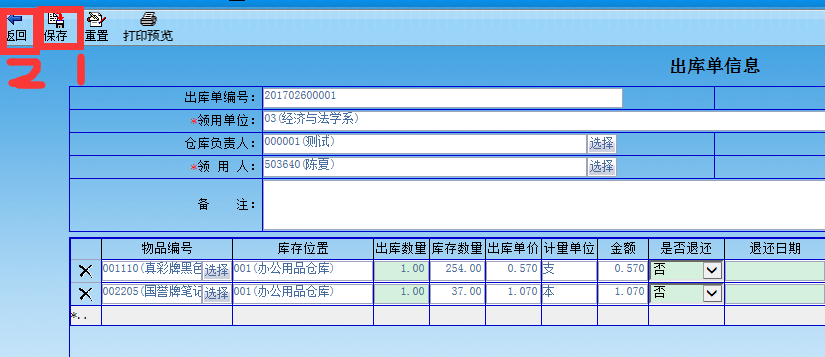 返回 保存 重置 打印预览
2 1
出库单信息
出库单编号: 201702600001
*领用单位: 03(经济与法学系)
仓库负责人: 000001(测试) 选择
*领 用 人: 503640(陈夏) 选择
备 注:
物品编号 库存位置 出库数量 库存数量 出库单价 计量单位 金额 是否退还 退还日期
001110(真彩牌黑色 选择 001(办公用品仓库) 1.00 254.00 0.570 支 0.570 否
002205(国誉牌笔记 选择 001(办公用品仓库) 1.00 37.00 1.070 本 1.070 否
*..